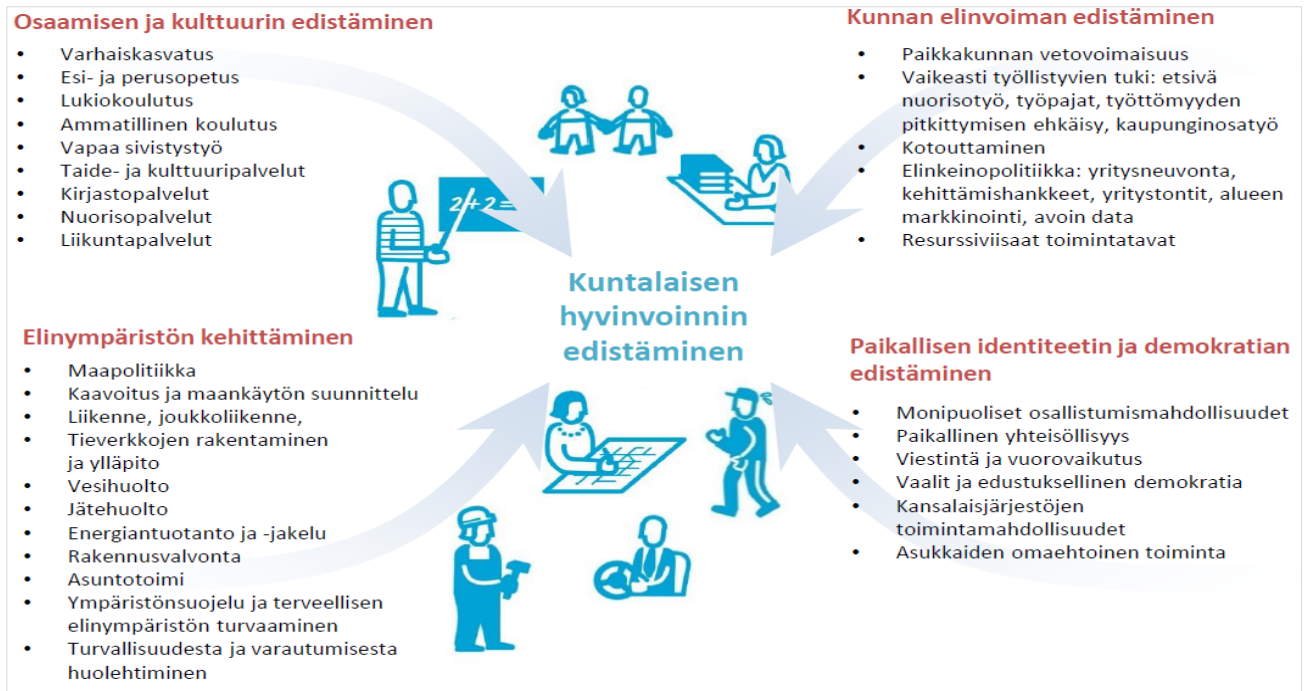 Osaamisen ja kulttuurin edistäminen
• Varhaiskasvatus
• Esi- ja perusopetus
• Lukiokoulutus
• Ammatillinen koulutus
• Vapaa sivistystyö
• Taide- ja kulttuuripalvelut
• Kirjastopalvelut
• Nuorisopalvelut
• Liikuntapalvelut
2+2=
Kunnan elinvoiman edistäminen
• Paikkakunnan vetovoimaisuus
• Vaikeasti työllistyvien tuki: etsivä
nuorisotyö, työpajat, työttömyyden
pitkittymisen ehkäisy, kaupunginosatyö
• Kotouttaminen
• Elinkeinopolitiikka: yritysneuvonta,
kehittämishankkeet, yritystontit, alueen
markkinointi, avoin data
• Resurssiviisaat toimintatavat
Kuntalaisen
hyvinvoinnin
edistäminen
Elinympäristön kehittäminen
• Maapolitiikka
• Kaavoitus ja maankäytön suunnittelu
• Liikenne, joukkoliikenne,
• Tieverkkojen rakentaminen
ja ylläpito
• Vesihuolto
• Jätehuolto
• Energiantuotanto ja -jakelu
• Rakennusvalvonta
• Asuntotoimi
• Ympäristönsuojelu ja terveellisen
elinympäristön turvaaminen
• Turvallisuudesta ja varautumisesta
huolehtiminen
Paikallisen identiteetin ja demokratian
edistäminen
• Monipuoliset osallistumismahdollisuudet
• Paikallinen yhteisöllisyys
• Viestintä ja vuorovaikutus
• Vaalit ja edustuksellinen demokratia
• Kansalaisjärjestöjen
toimintamahdollisuudet
• Asukkaiden omaehtoinen toiminta